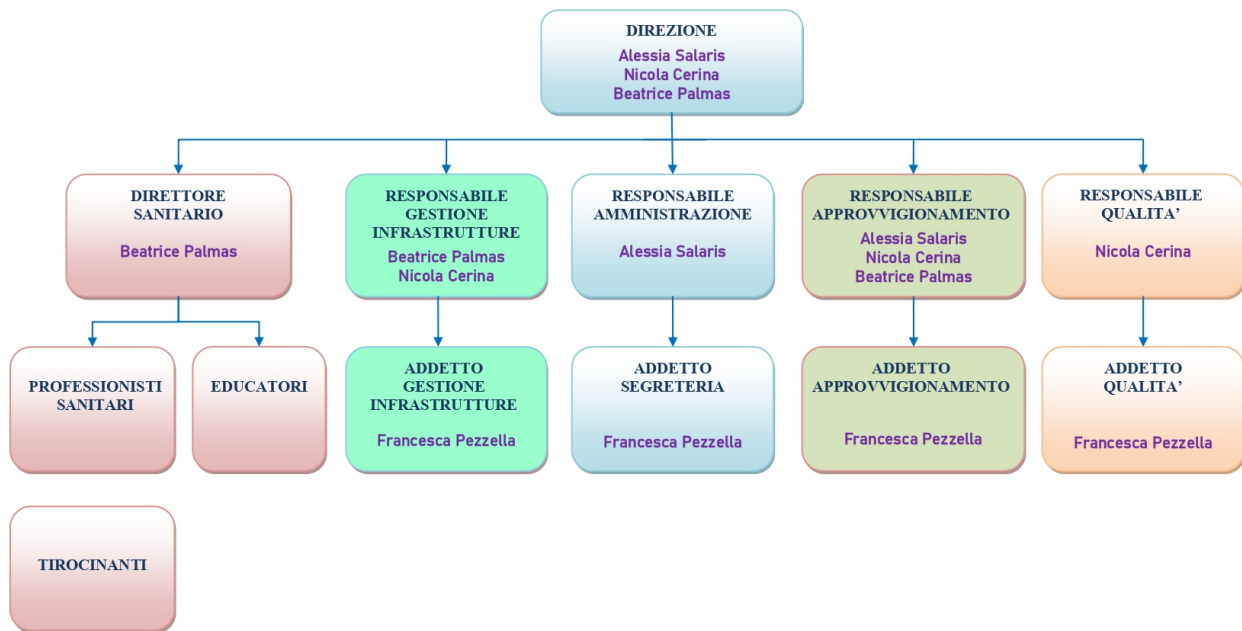 DIREZIONE
Alessia Salaris
Nicola Cerina
Beatrice Palmas
DIRETTORE
SANITARIO
Beatrice Palmas
RESPONSABILE
GESTIONE
INFRASTRUTTURE
Beatrice Palmas
Nicola Cerina
RESPONSABILE
AMMINISTRAZIONE
Alessia Salaris
RESPONSABILE
APPROVVIGIONAMENTO
Alessia Salaris
Nicola Cerina
Beatrice Palmas
RESPONSABILE
QUALITA’
Nicola Cerina
PROFESSIONISTI
SANITARI
EDUCATORI
ADDETTO
GESTIONE
INFRASTRUTTURE
Francesca Pezzella
ADDETTO
SEGRETERIA
Francesca Pezzella
ADDETTO
APPROVVIGIONAMENTO
Francesca Pezzella
ADDETTO
QUALITA’
Francesca Pezzella
TIROCINANTI